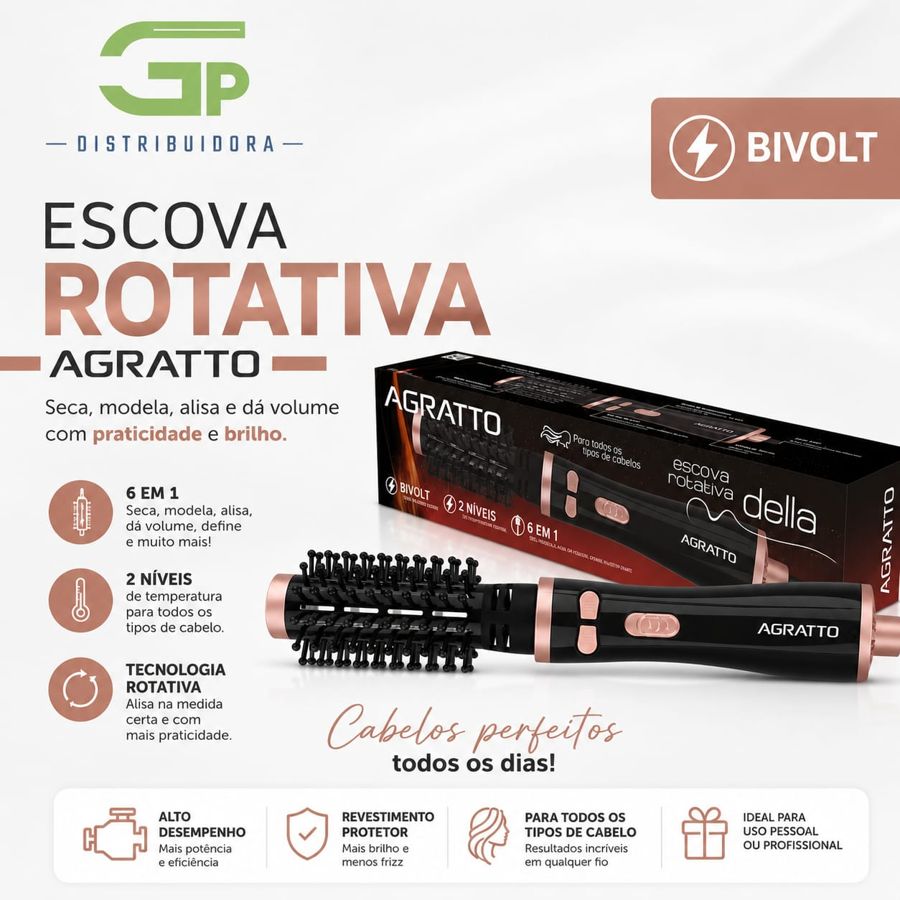 GP
DISTRIBUIDORA
BIVOLT
ESCOVA
ROTATIVA
AGRATTO
Seca, modela, alisa e dá volume
com praticidade e brilho.
6 EM 1
Seca, modela, alisa,
dá volume, define
e muito mais!
2 NÍVEIS
de temperatura
para todos os
tipos de cabelo.
TECNOLOGIA
ROTATIVA
Alisa na medida
certa e com
mais praticidade.
AGRATTO
Para todos os
tipos de cabelos
escova
rotativa
della
BIVOLT
2 NÍVEIS
6 EM 1
AGRATTO
AGRATTO
AGRATTO
Cabelos perfeitos
todos os dias!
ALTO
DESEMPENHO
Mais potência
e eficiência
REVESTIMENTO
PROTETOR
Mais brilho e
menos frizz
PARA TODOS OS
TIPOS DE CABELO
Resultados incríveis
em qualquer fio
IDEAL PARA
USO PESSOAL
OU PROFISSIONAL